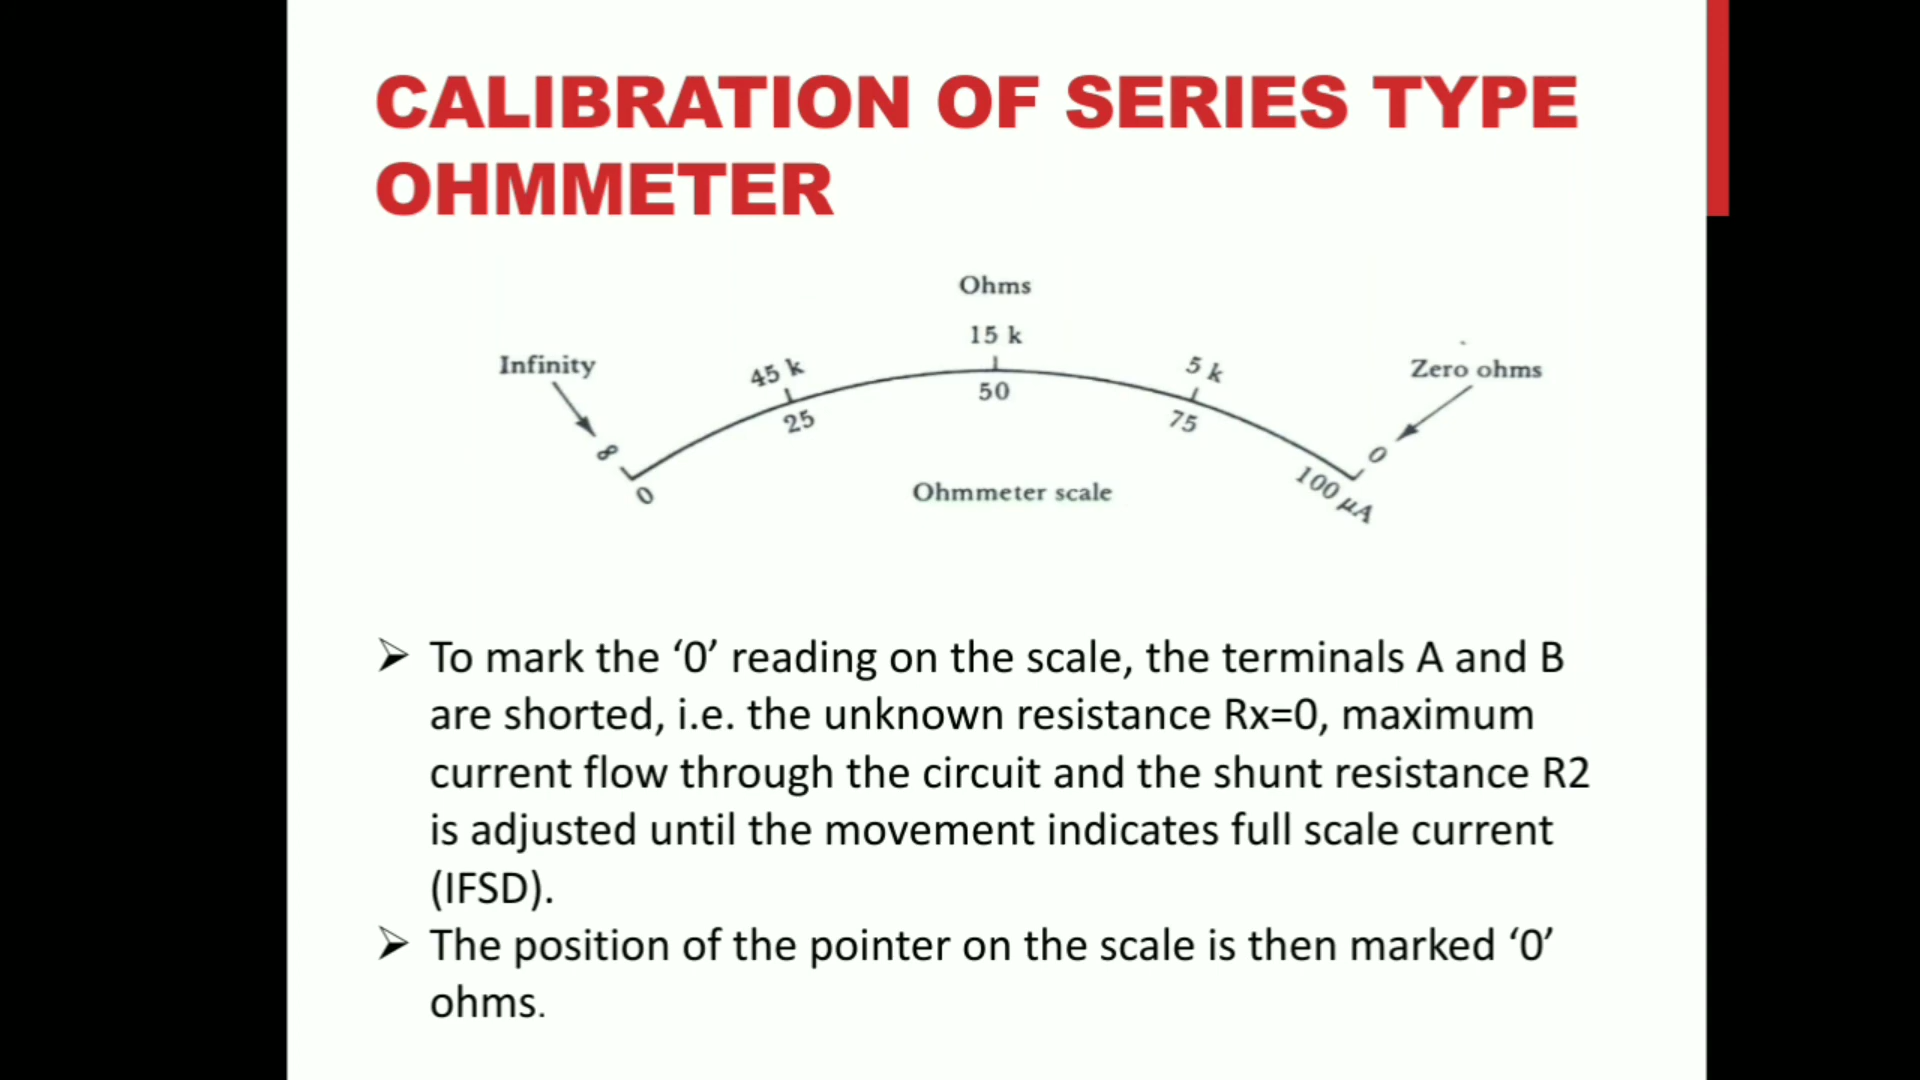 CALIBRATION OF SERIES TYPE
OHMMETER
Ohms
15 k
Infinity
45 k
5 k
Zero ohms
50
25
75
∞
0
0
100 μA
Ohmmeter scale
➢ To mark the ‘0’ reading on the scale, the terminals A and B
are shorted, i.e. the unknown resistance Rx=0, maximum
current flow through the circuit and the shunt resistance R2
is adjusted until the movement indicates full scale current
(IFSD).
➢ The position of the pointer on the scale is then marked ‘0’
ohms.